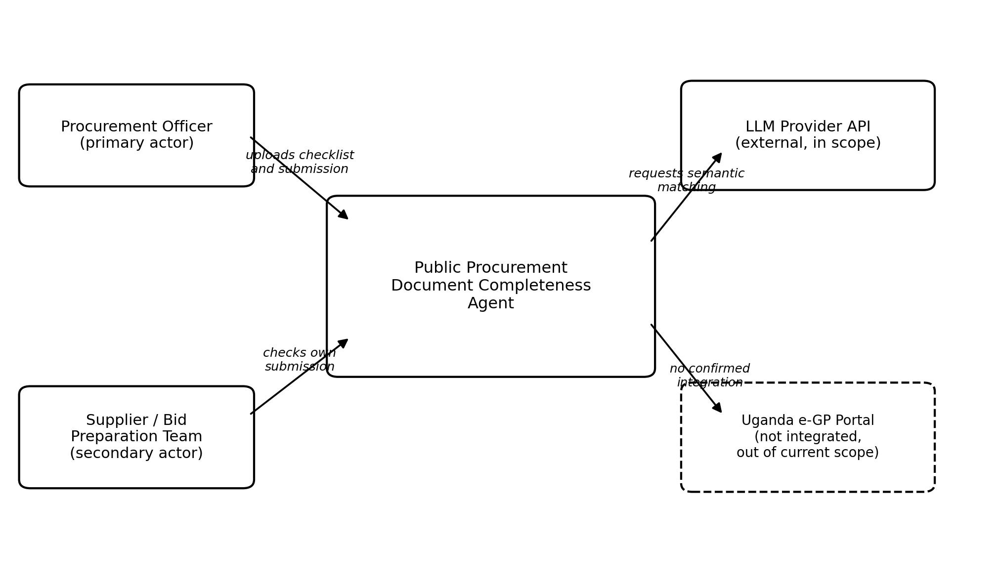 Procurement Officer
(primary actor)
uploads checklist
and submission
LLM Provider API
(external, in scope)
requests semantic
matching
Public Procurement
Document Completeness
Agent
checks own
submission
Supplier / Bid
Preparation Team
(secondary actor)
no confirmed
integration
Uganda e-GP Portal
(not integrated,
out of current scope)